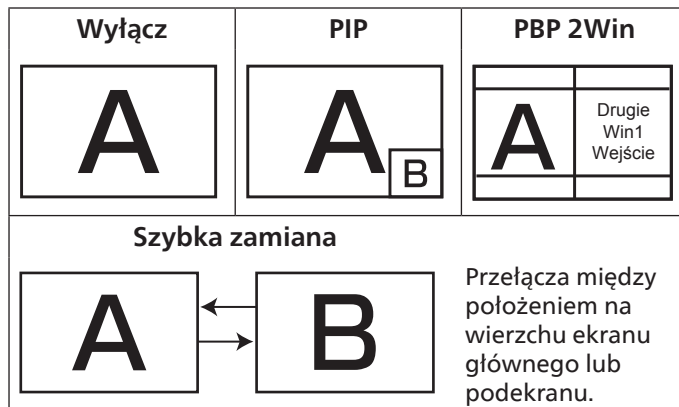 Wyłącz
PIP
PBP 2Win
A
A
B
A
Drugie
Win1
Wejście
Szybka zamiana
A
B
Przełącza między
położeniem na
wierzchu ekranu
głównego lub
podekranu.